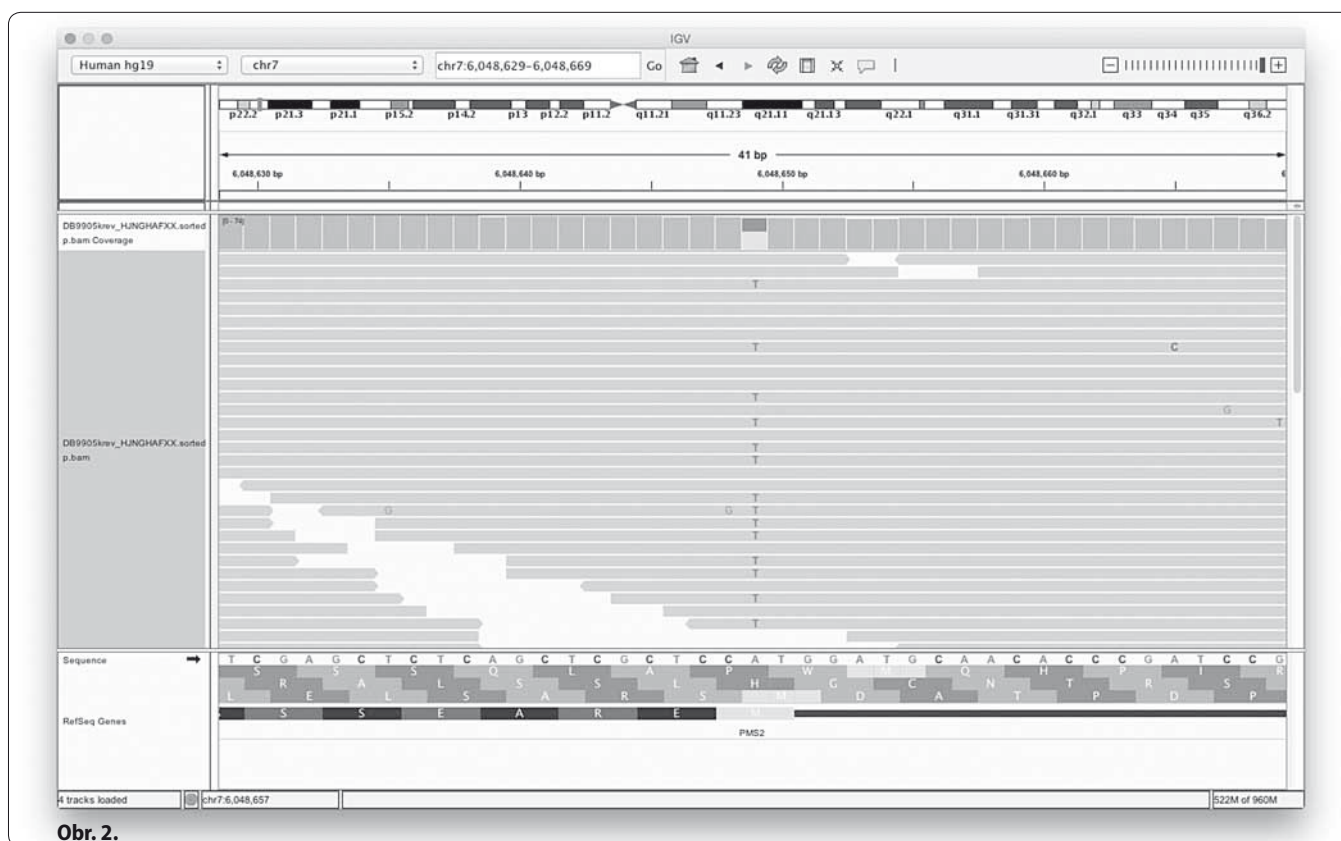 IGV
Human hg19 chr7 chr7:6,048,629-6,048,669 Go
p22.2 p21.3 p21.1 p15.2 p14.2 p13 p12.2 p11.2 q11.21 q11.23 q21.11 q21.13 q22.1 q31.1 q31.31 q32.1 q33 q34 q35 q36.2
41 bp
6,048,630 bp 6,048,640 bp 6,048,650 bp 6,048,660 bp 6
DB9905krev_HJNGHAFXX.sorted
p.bam Coverage
T
T C
T
G
T T
T
T
T
G G T
T
T
T
T
T
T
DB9905krev_HJNGHAFXX.sorted
p.bam
Sequence T C G A G C T C T C A G C T C G C T C C A T G G A T G C A A C A C C C G A T C C G
S S Q L A P W M Q H P I R
R A L S S L H G C N T R S
L E L S A R S M D A T P D P
RefSeq Genes S S E A R E M
PMS2
4 tracks loaded chr7:6,048,657 522M of 960M
Obr. 2.